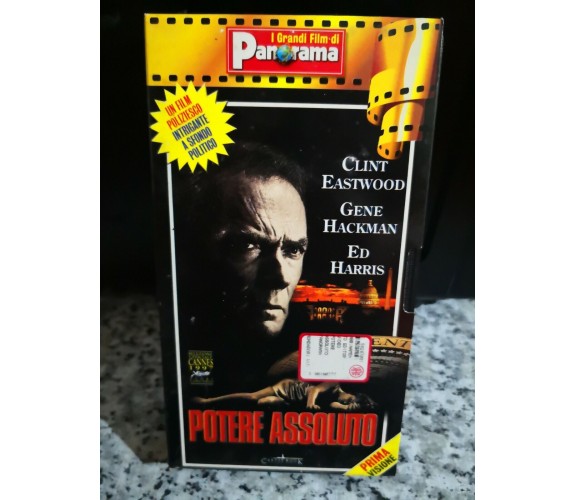 I Grandi Film di
Panorama
UN FILM
POLIZIESCO
INTRIGANTE
A SFONDO
POLITICO
CLINT
EASTWOOD
GENE
HACKMAN
ED
HARRIS
CANNES
POTERE ASSOLUTO
PRIMA
VISIONE